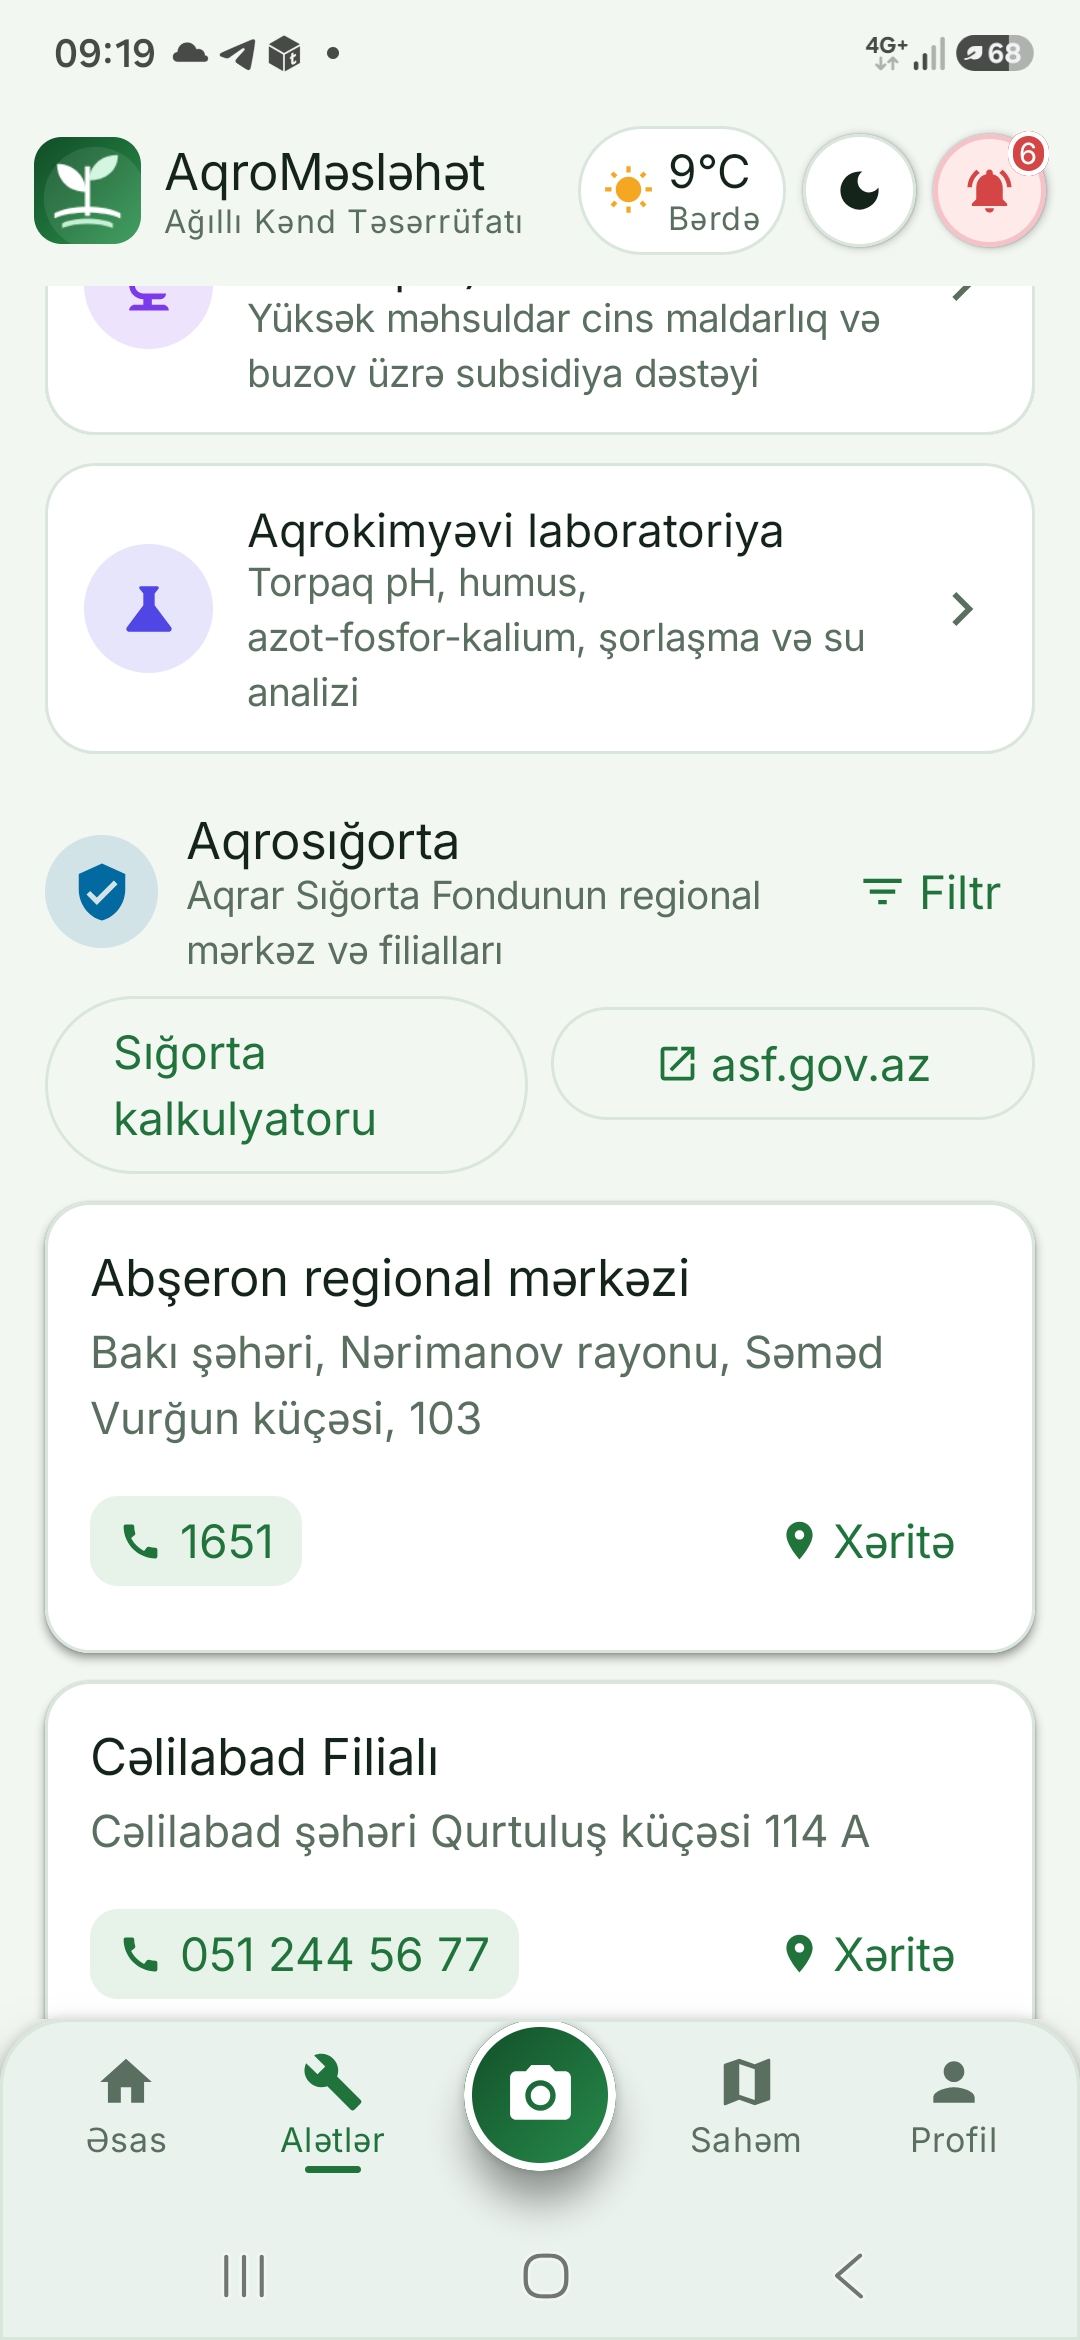 09:19
4G+
68
AqroMəsləhət
Ağıllı Kənd Təsərrüfatı
9°C
Bərdə
6
Yüksək məhsuldar cins maldarlıq və
buzov üzrə subsidiya dəstəyi
Aqrokimyəvi laboratoriya
Torpaq pH, humus,
azot-fosfor-kalium, şorlaşma və su
analizi
Aqrosığorta
Aqrar Sığorta Fondunun regional
mərkəz və filialları
Filtr
Sığorta
kalkulyatoru
asf.gov.az
Abşeron regional mərkəzi
Bakı şəhəri, Nərimanov rayonu, Səməd
Vurğun küçəsi, 103
1651
Xəritə
Cəlilabad Filialı
Cəlilabad şəhəri Qurtuluş küçəsi 114 A
051 244 56 77
Xəritə
Əsas
Alətlər
Sahəm
Profil